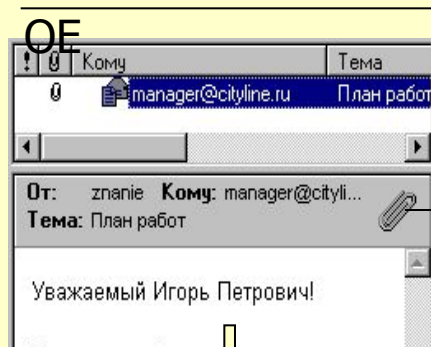 OE
! Кому Тема
manager@cityline.ru План работ
От: znanie Кому: manager@cityli...
Тема: План работ
Уважаемый Игорь Петрович!